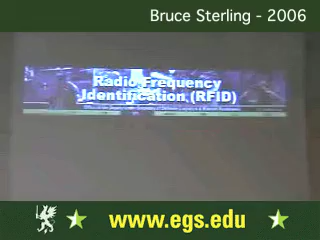 Bruce Sterling - 2006
Radio Frequency
Identification (RFID)
www.egs.edu